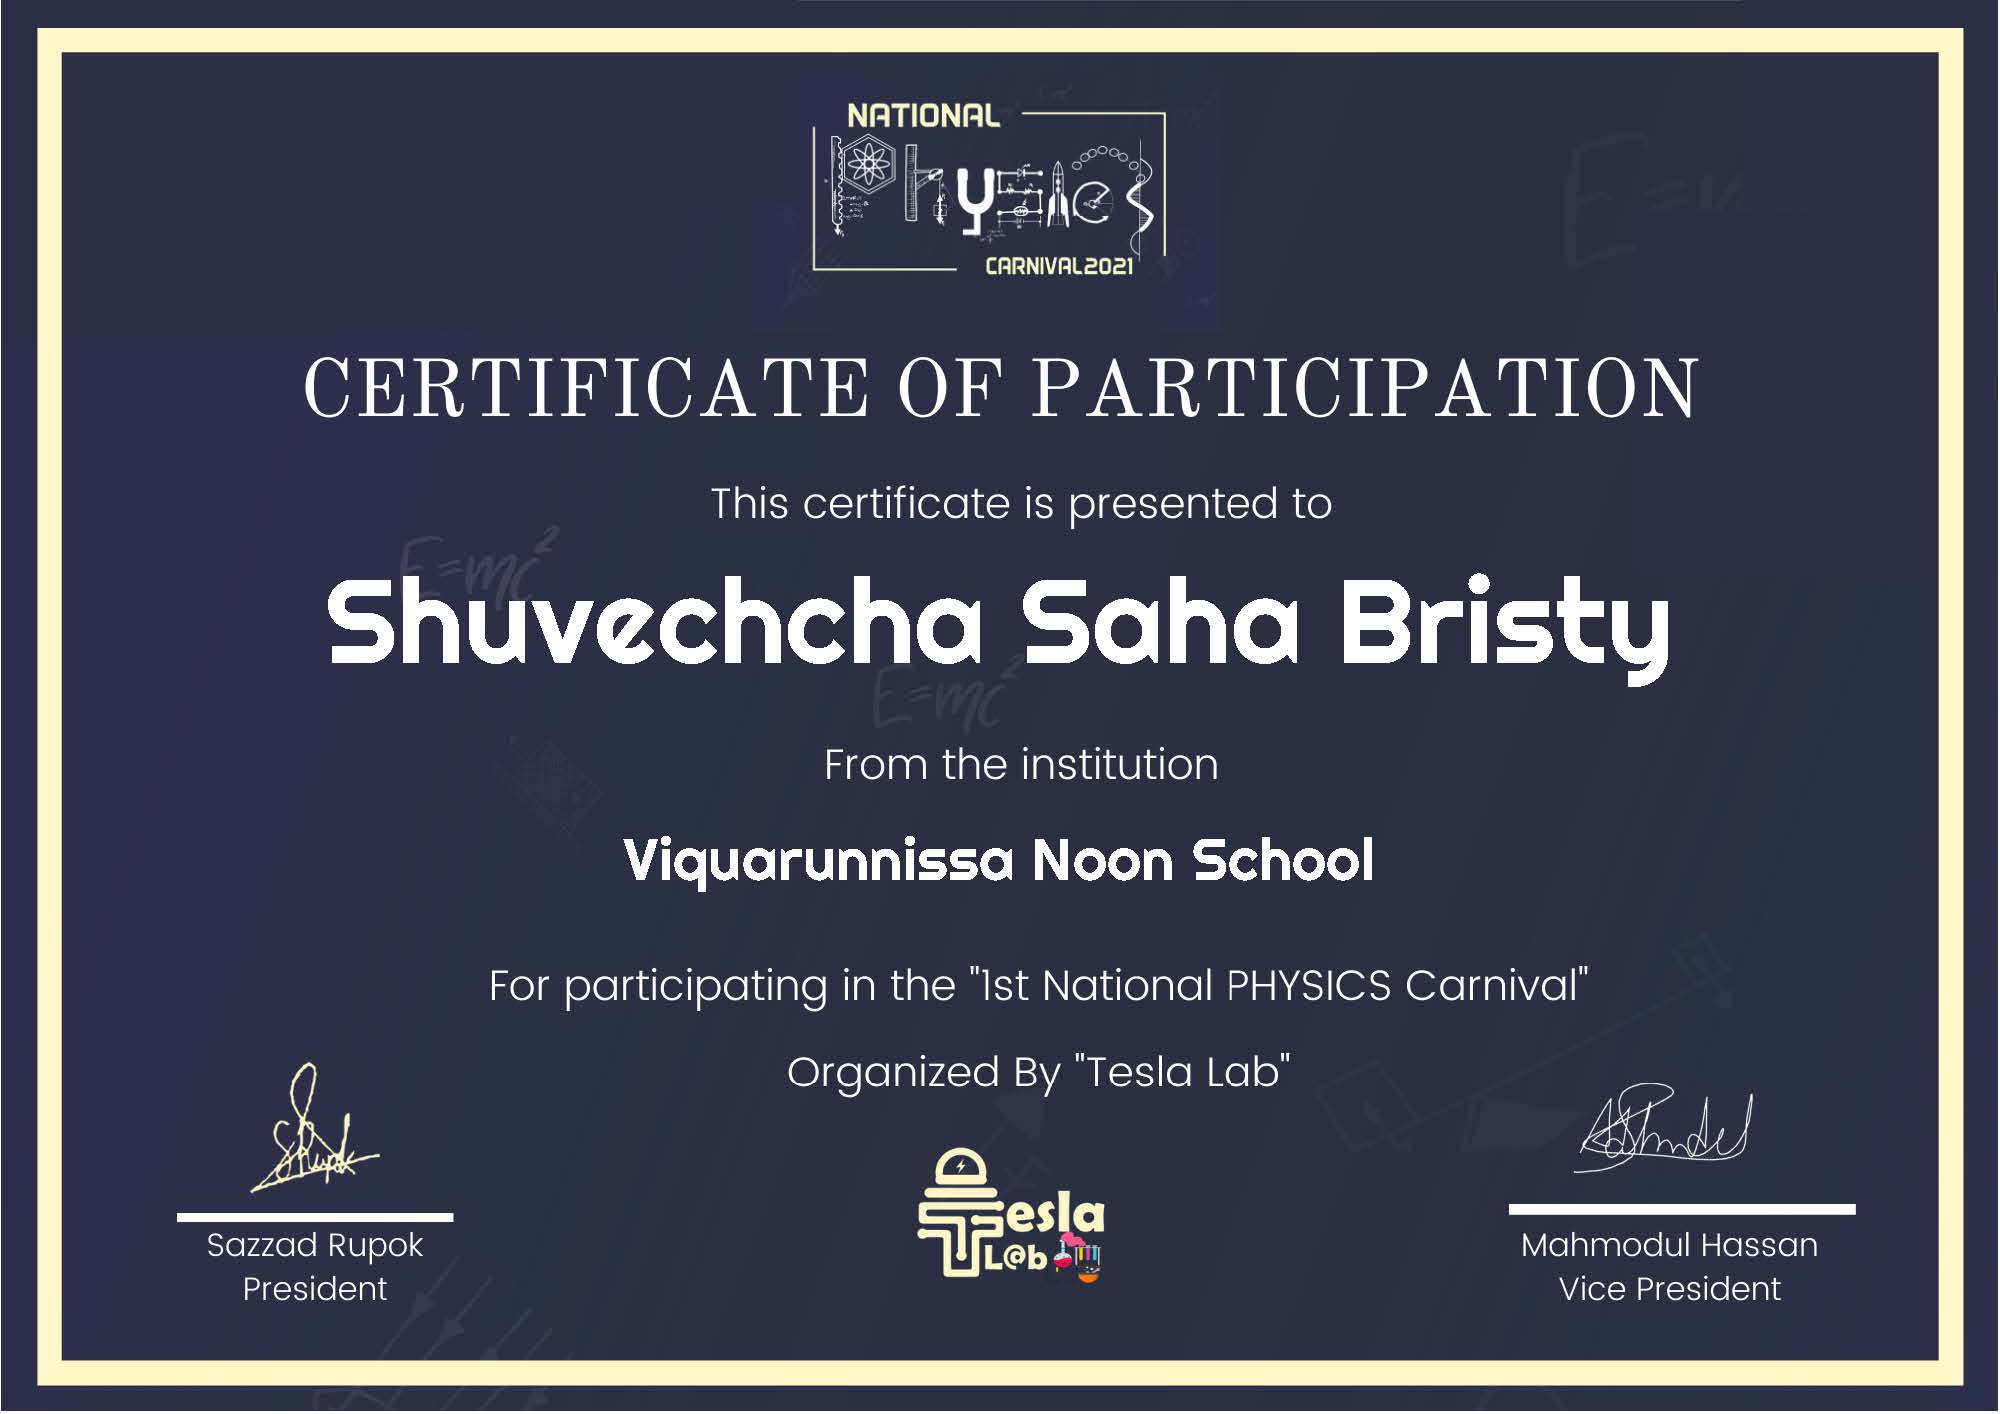 NATIONAL
Physics
CARNIVAL2021
CERTIFICATE OF PARTICIPATION
This certificate is presented to
Shuvechcha Saha Bristy
From the institution
Viquarunnissa Noon School
For participating in the "1st National PHYSICS Carnival"
Organized By "Tesla Lab"
Tesla
L@b
Sazzad Rupok
President
Mahmodul Hassan
Vice President
E=mc²
E=mc²